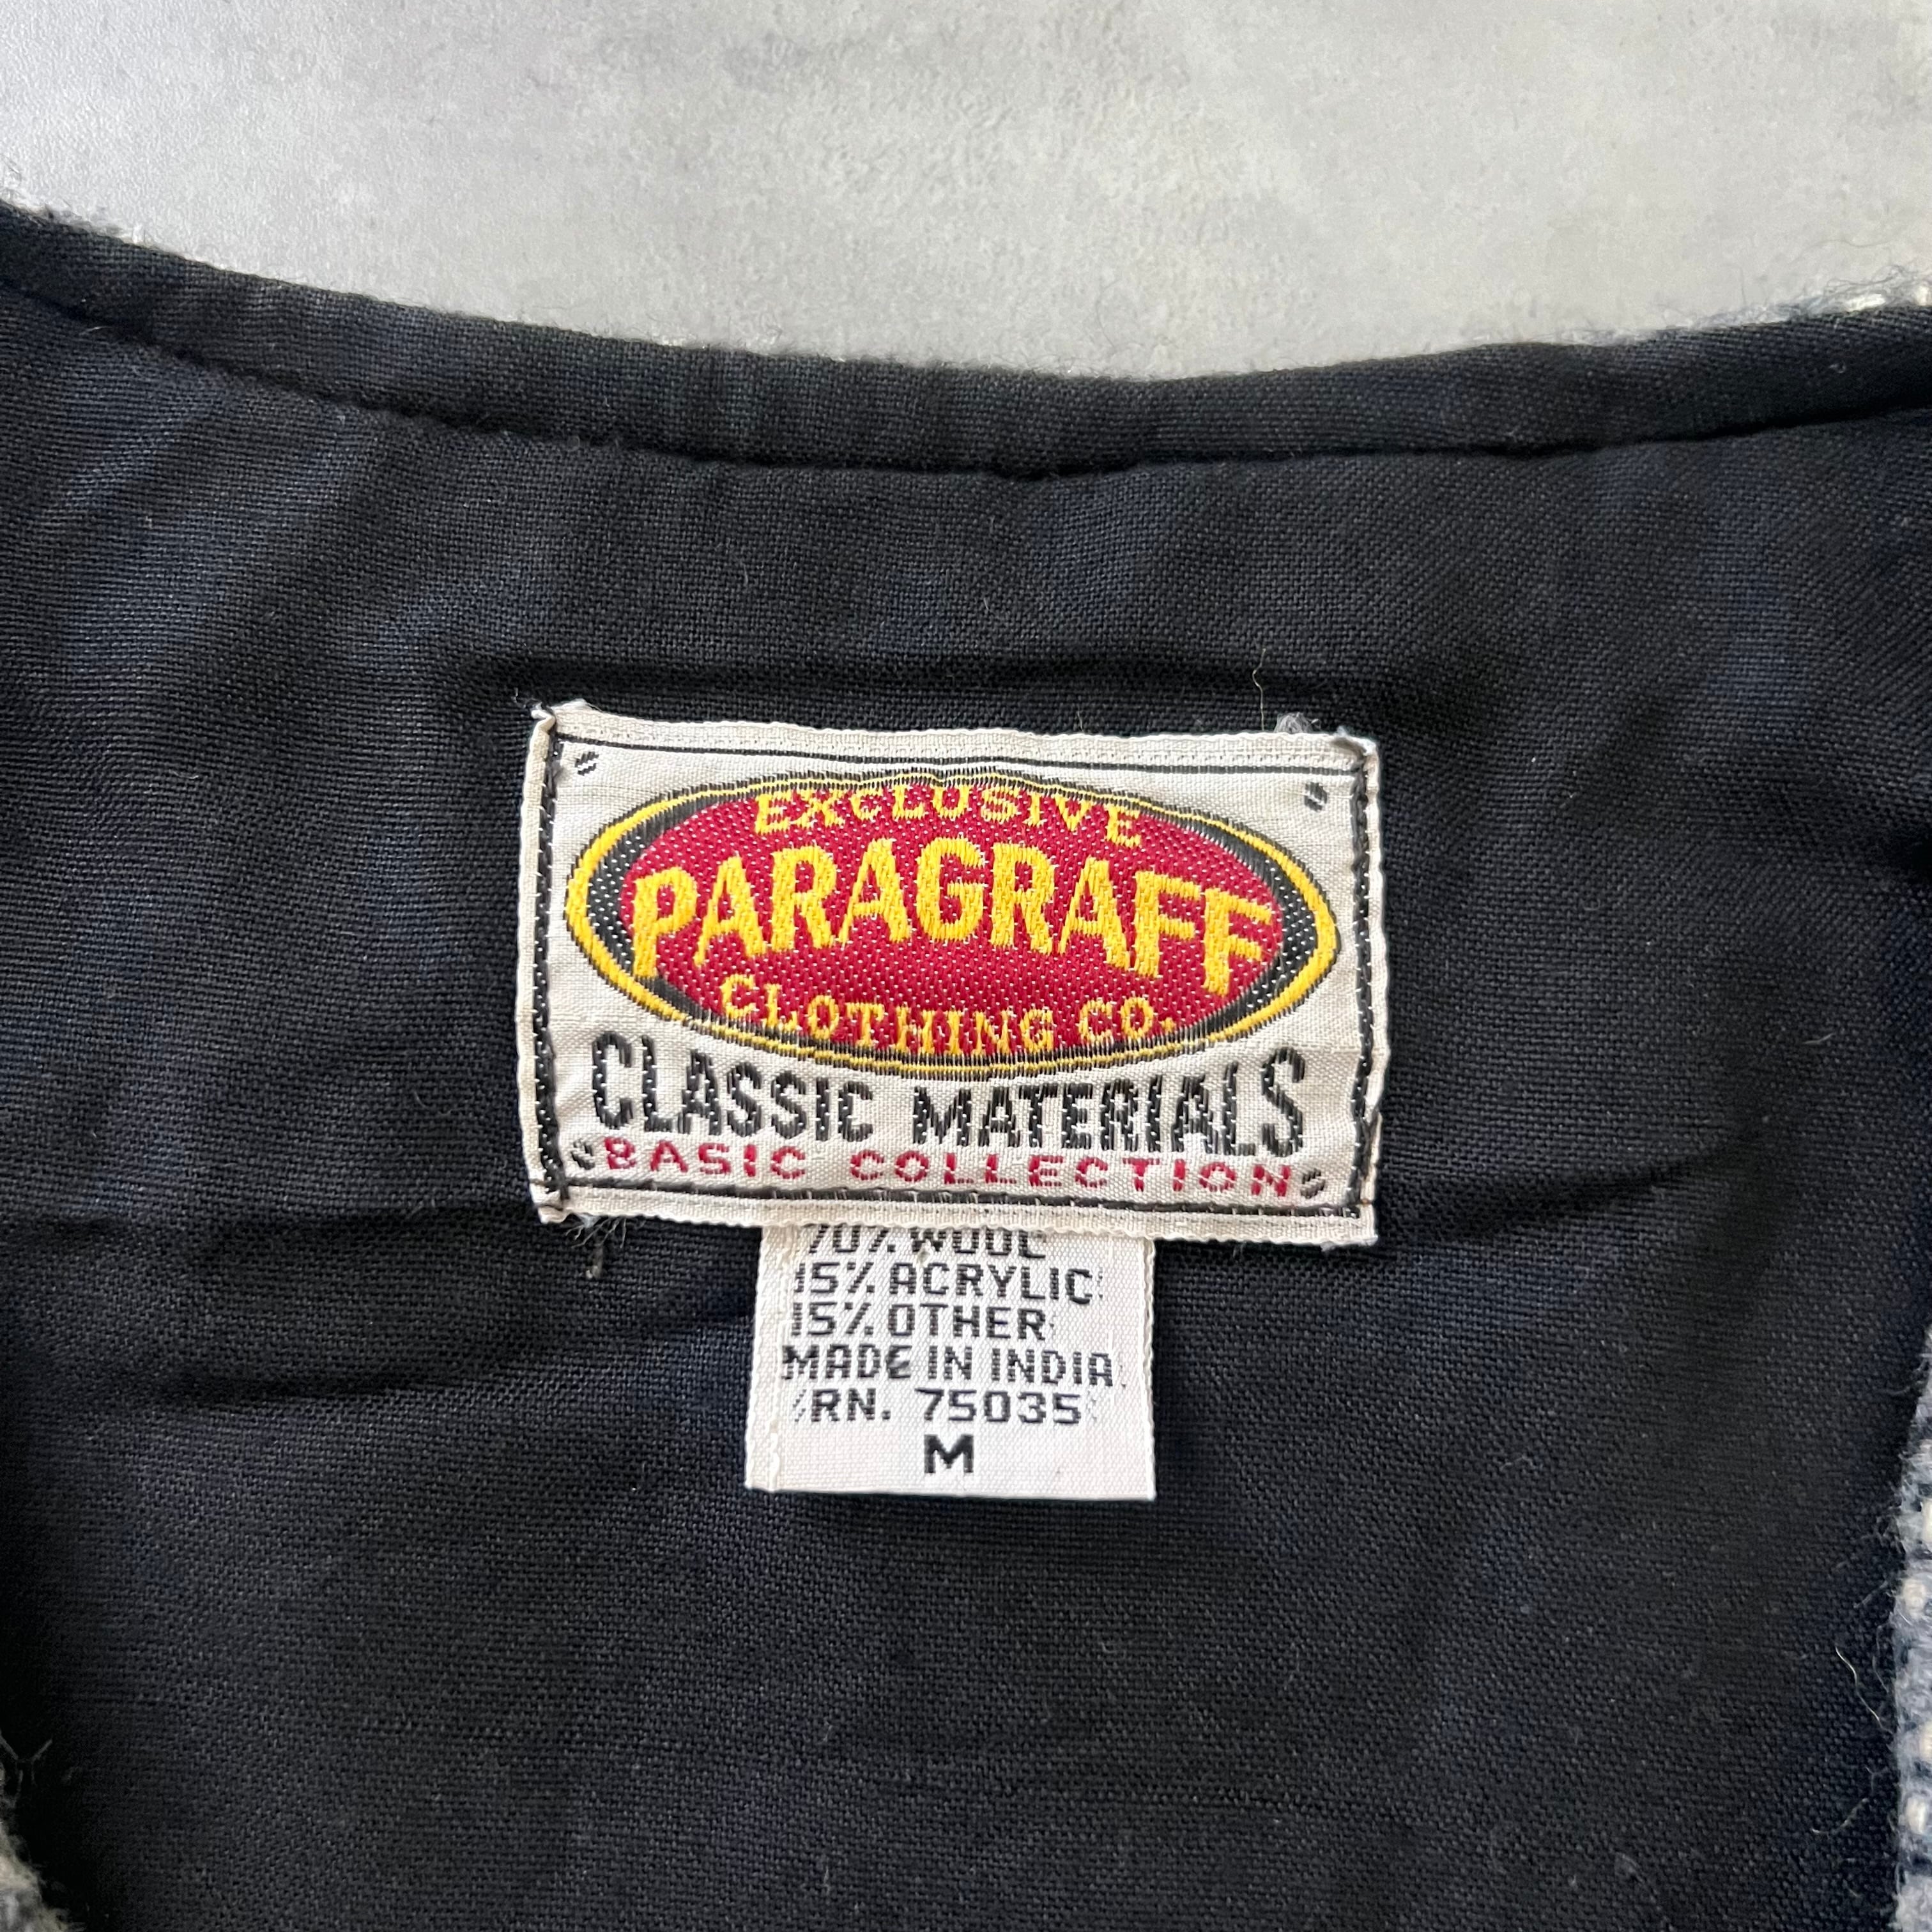 EXCLUSIVE
PARAGRAFF
CLOTHING CO.
CLASSIC MATERIALS
BASIC COLLECTION
70% WOOL
15% ACRYLIC
15% OTHER
MADE IN INDIA
RN. 75035
M